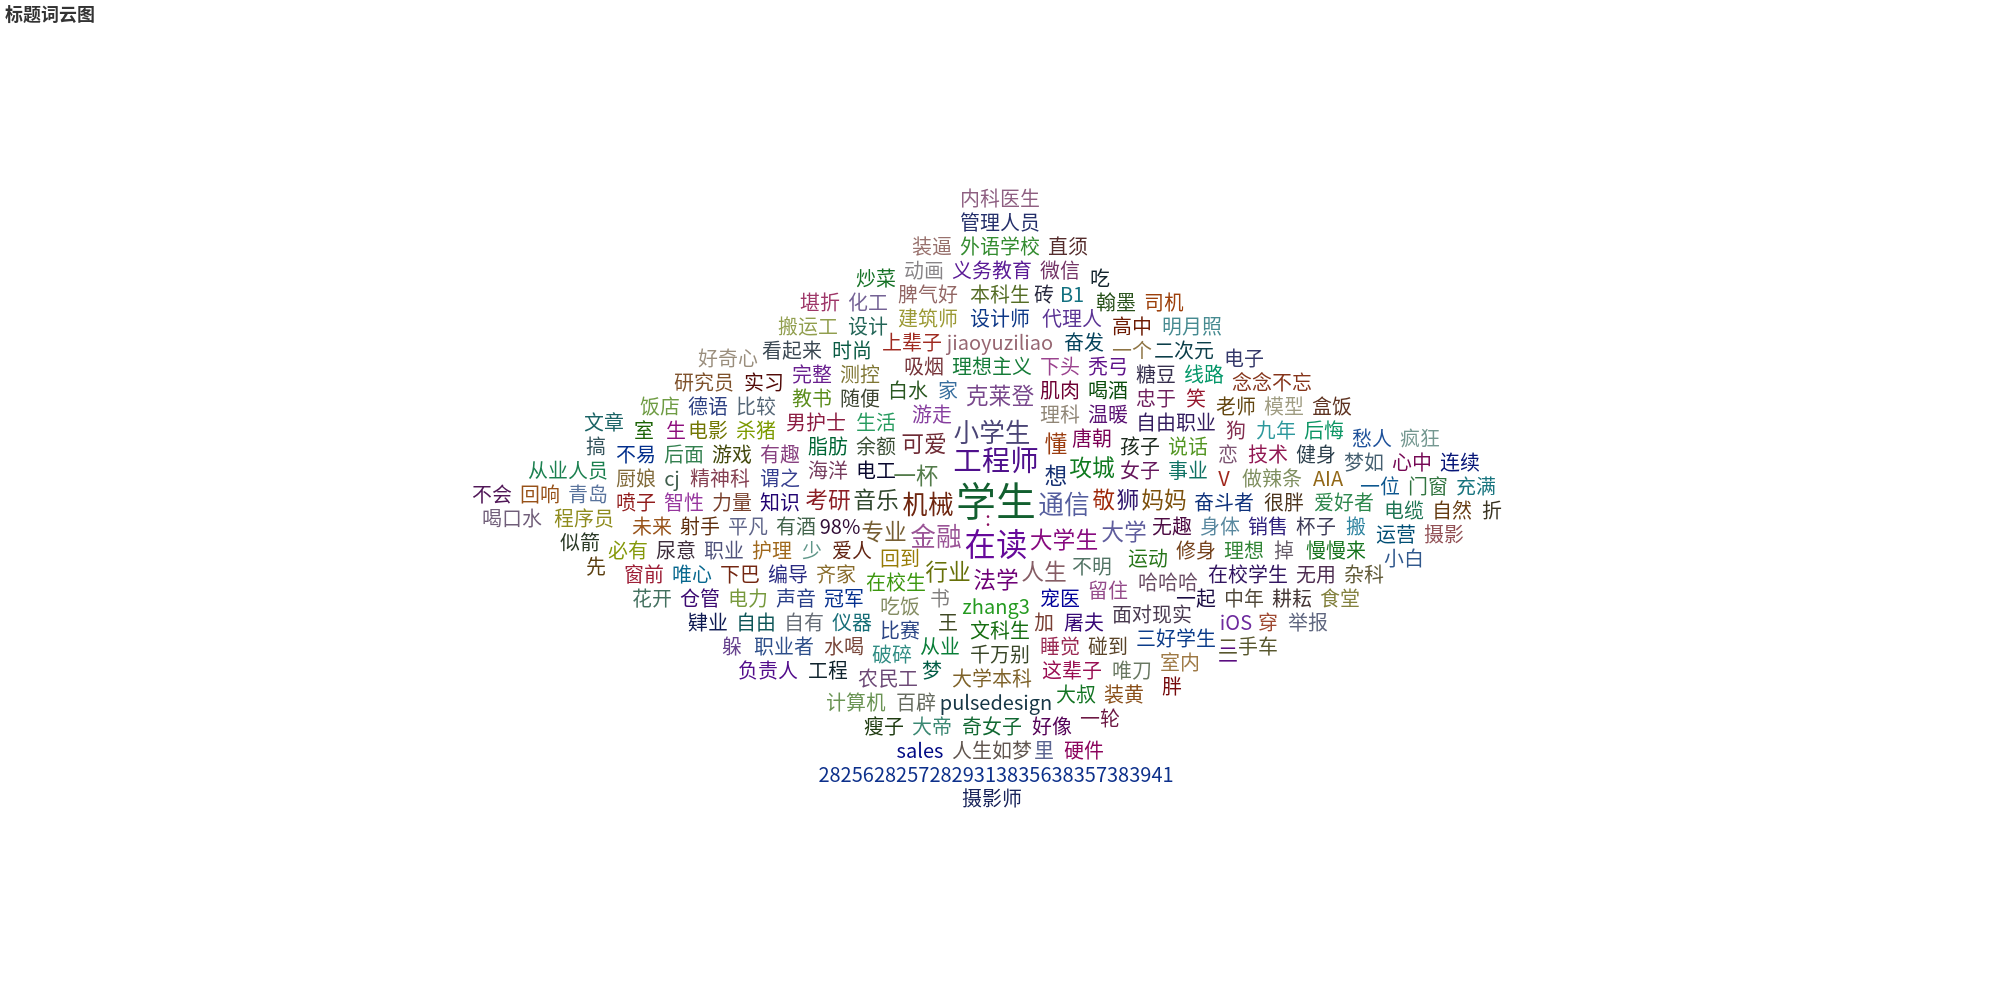 标题词云图
内科医生
管理人员
装逼 外语学校 直须
炒菜 动画 义务教育 微信 吃
堪折 化工 脾气好 本科生 砖 B1 翰墨 司机
搬运工 设计 建筑师 设计师 代理人 高中 明月照
好奇心 看起来 时尚 上辈子 jiaoyuziliao 奋发 一个 二次元 电子
研究员 实习 完整 测控 吸烟 理想主义 下头 秃弓 糖豆 线路 念念不忘
饭店 德语 比较 教书 随便 白水 家 克莱登 肌肉 喝酒 忠于 笑 老师 模型 盒饭
文章 室 生 电影 杀猪 男护士 生活 游走 小学生 理科 温暖 自由职业 狗 九年 后悔 愁人 疯狂
搞 不易 后面 游戏 有趣 脂肪 余额 可爱 工程师 懂 唐朝 孩子 说话 恋 技术 健身 梦如 心中 连续
从业人员 厨娘 cj 精神科 谓之 海洋 电工 一杯 想 攻城 女子 事业 V 做辣条 AIA 一位 门窗 充满
不会 回响 青岛 喷子 智性 力量 知识 考研 音乐 机械 学生 通信 敬 狮 妈妈 奋斗者 很胖 爱好者 电缆 自然 折
喝口水 程序员 未来 射手 平凡 有酒 98% 专业 金融 : 在读 大学生 大学 无趣 身体 销售 杯子 搬 运营 摄影
似箭 必有 尿意 职业 护理 少 爱人 回到 不明 运动 修身 理想 掉 慢慢来 小白
先 窗前 唯心 下巴 编导 齐家 在校生 行业 法学 人生 留住 哈哈哈 在校学生 无用 杂科
花开 仓管 电力 声音 冠军 吃饭 书 zhang3 宠医 一起 中年 耕耘 食堂
肄业 自由 自有 仪器 比赛 王 文科生 加 屠夫 面对现实 iOS 穿 举报
躲 职业者 水喝 破碎 从业 千万别 睡觉 碰到 三好学生 二手车
负责人 工程 农民工 梦 大学本科 这辈子 唯刀 室内 二
计算机 百辟 pulsedesign 大叔 装黄 胖
瘦子 大帝 奇女子 好像 一轮
sales 人生如梦 里 硬件
28256282572829313835638357383941
摄影师